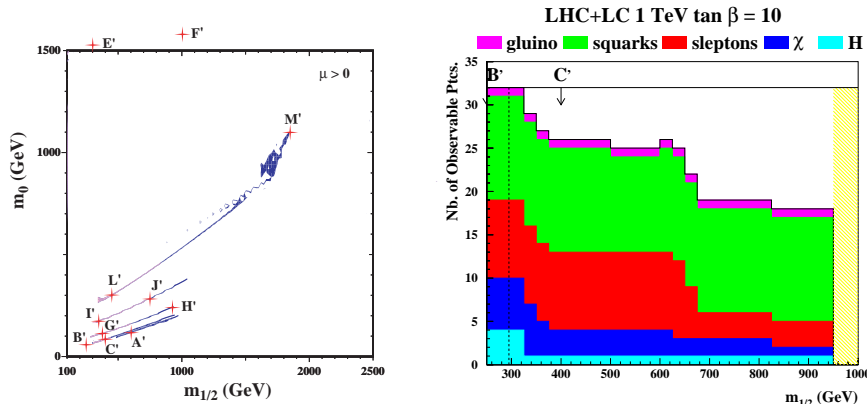 E'
F'
1500
μ > 0
M'
1000
m0
(GeV)
500
L'
J'
I'
H'
G'
B'
C'
A'
0
100 1000 2000 2500
m1/2 (GeV)
LHC+LC 1 TeV tan β = 10
gluino squarks sleptons χ H
Nb. of Observable Ptcs.
35
B’ C’
30
25
20
15
10
5
0
300 400 500 600 700 800 900 1000
m1/2 (GeV)